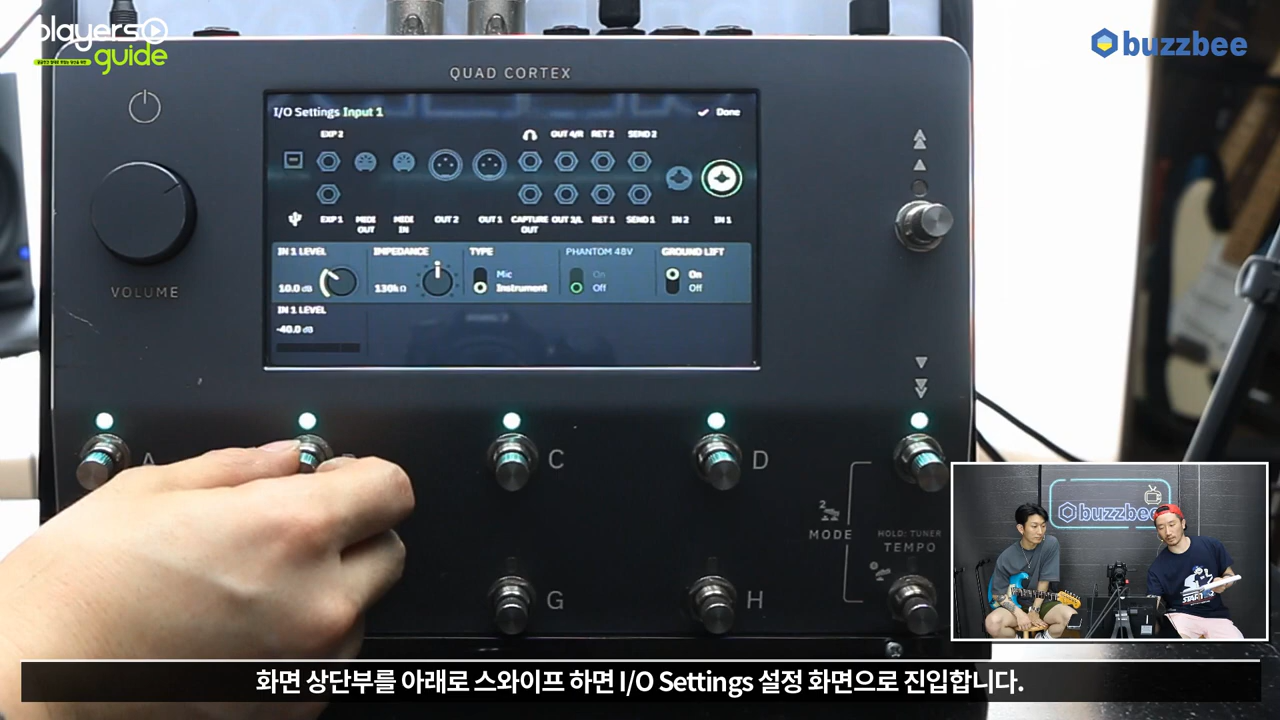 players
guide
buzzbee
QUAD CORTEX
I/O Settings Input 1
Done
EXP 2
OUT 4/R
RET 2
SEND 2
EXP 1
MIDI OUT
MIDI IN
OUT 2
OUT 1
CAPTURE OUT
OUT 3/L
RET 1
SEND 1
IN 2
IN 1
IN 1 LEVEL
IMPEDANCE
TYPE
PHANTOM 48V
GROUND LIFT
10.0 dB
130kΩ
Mic
Instrument
On
Off
On
Off
IN 1 LEVEL
-40.0 dB
VOLUME
A
C
D
2
MODE
HOLD: TUNER
TEMPO
G
H
buzzbee
화면 상단부를 아래로 스와이프 하면 I/O Settings 설정 화면으로 진입합니다.